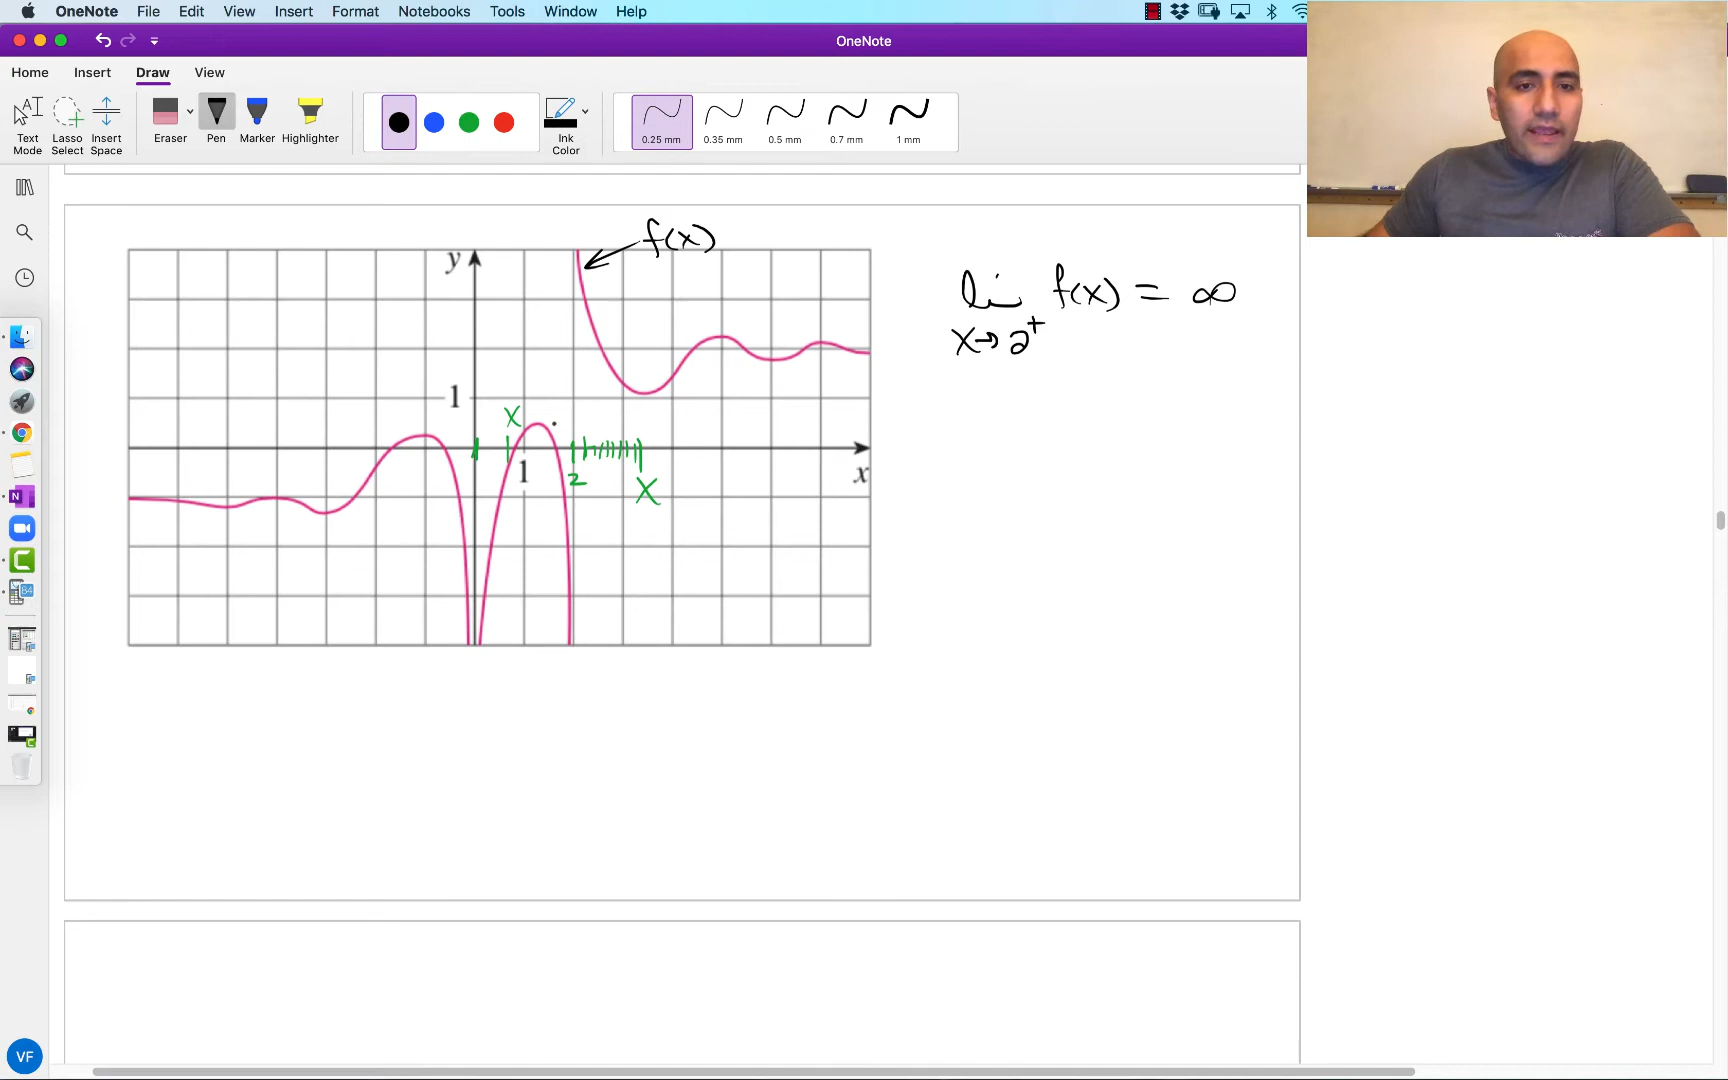 OneNote File Edit View Insert Format Notebooks Tools Window Help
OneNote
Home Insert Draw View
Text Mode
Lasso Select
Insert Space
Eraser
Pen
Marker
Highlighter
Ink Color
0.25 mm
0.35 mm
0.5 mm
0.7 mm
1 mm
f(x)
y
1
x
1
2
x
x
lim f(x) = ∞
x→2⁺
84
VF